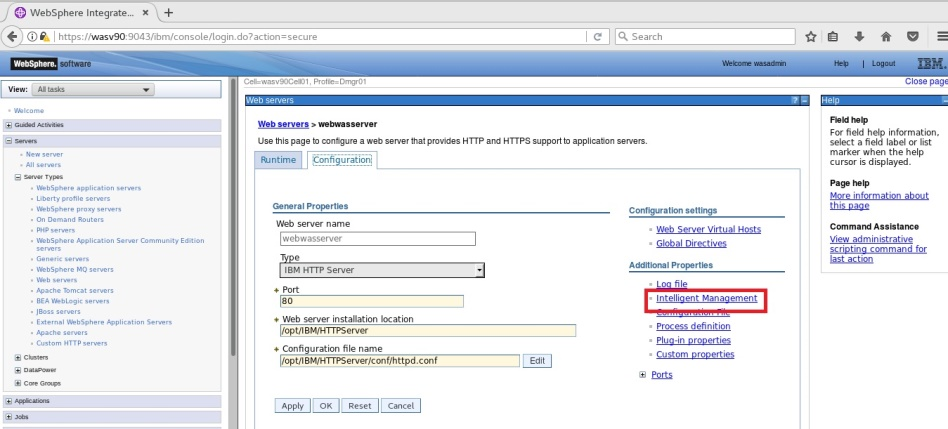 WebSphere Integrate...
https://wasv90:9043/ibm/console/login.do?action=secure
Search
WebSphere. software
Welcome wasadmin
Help
Logout
IBM.
View: All tasks
Welcome
Guided Activities
Servers
New server
All servers
Server Types
WebSphere application servers
Liberty profile servers
WebSphere proxy servers
On Demand Routers
PHP servers
WebSphere Application Server Community Edition
servers
Generic servers
WebSphere MQ servers
Web servers
Apache Tomcat servers
BEA WebLogic servers
JBoss servers
External WebSphere Application Servers
Apache servers
Custom HTTP servers
Clusters
DataPower
Core Groups
Applications
Jobs
Cell=wasv90Cell01, Profile=Dmgr01
Close page
Web servers
Web servers > webwasserver
Use this page to configure a web server that provides HTTP and HTTPS support to application servers.
Runtime
Configuration
General Properties
Web server name
webwasserver
Type
IBM HTTP Server
Port
80
Web server installation location
/opt/IBM/HTTPServer
Configuration file name
/opt/IBM/HTTPServer/conf/httpd.conf
Edit
Apply
OK
Reset
Cancel
Configuration settings
Web Server Virtual Hosts
Global Directives
Additional Properties
Log file
Intelligent Management
Configuration File
Process definition
Plug-in properties
Custom properties
Ports
Help
Field help
For field help information,
select a field label or list
marker when the help
cursor is displayed.
Page help
More information about
this page
Command Assistance
View administrative
scripting command for
last action